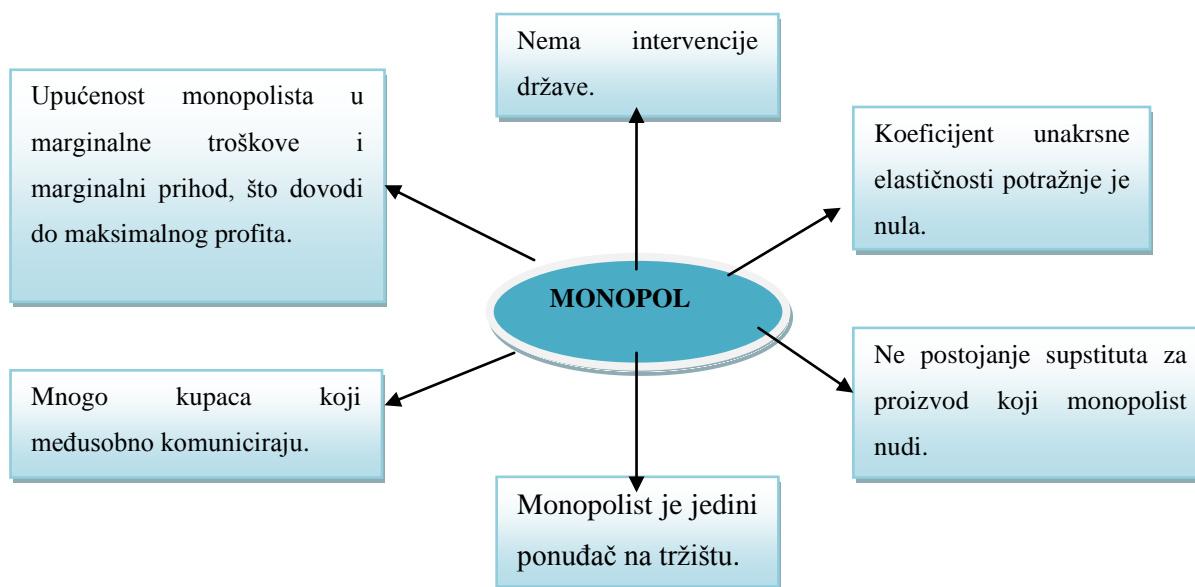 Nema intervencije
države.
Upućenost monopolista u
marginalne troškove i
marginalni prihod, što dovodi
do maksimalnog profita.
Koeficijent unakrsne
elastičnosti potražnje je
nula.
MONOPOL
Ne postojanje supstituta za
proizvod koji monopolist
nudi.
Mnogo kupaca koji
međusobno komuniciraju.
Monopolist je jedini
ponuđač na tržištu.